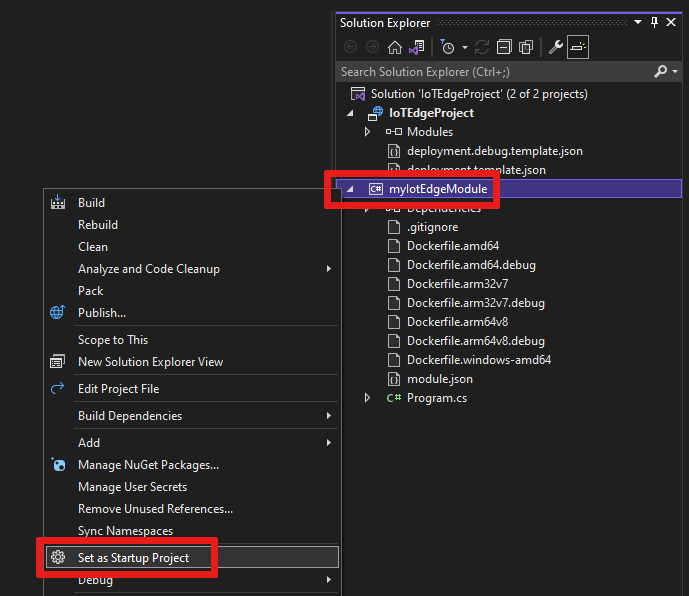 Solution Explorer
Search Solution Explorer (Ctrl+;)
Solution 'IoTEdgeProject' (2 of 2 projects)
IoTEdgeProject
Modules
deployment.debug.template.json
deployment.template.json
C# myIotEdgeModule
Dependencies
.gitignore
Dockerfile.amd64
Dockerfile.amd64.debug
Dockerfile.arm32v7
Dockerfile.arm32v7.debug
Dockerfile.arm64v8
Dockerfile.arm64v8.debug
Dockerfile.windows-amd64
module.json
C# Program.cs
Build
Rebuild
Clean
Analyze and Code Cleanup
Pack
Publish...
Scope to This
New Solution Explorer View
Edit Project File
Build Dependencies
Add
Manage NuGet Packages...
Manage User Secrets
Remove Unused References...
Sync Namespaces
Set as Startup Project
Debug